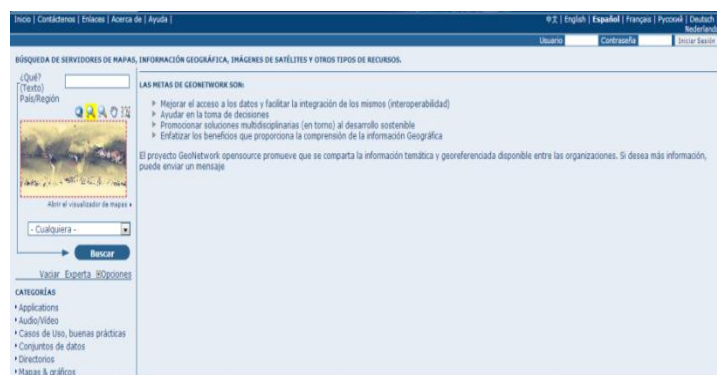 Inicio | Contáctenos | Enlaces | Acerca de | Ayuda |
中文 | English | Español | Français | Русский | Deutsch
Nederlands
Usuario Contraseña Iniciar Sesión
BÚSQUEDA DE SERVIDORES DE MAPAS, INFORMACIÓN GEOGRÁFICA, IMÁGENES DE SATÉLITES Y OTROS TIPOS DE RECURSOS.
¿Qué?
(Texto)
País/Región
Abrir el visualizador de mapas
- Cualquiera -
Buscar
Vaciar Experta Opciones
CATEGORÍAS
Applications
Audio/Video
Casos de Uso, buenas prácticas
Conjuntos de datos
Directorios
Mapas & gráficos
LAS METAS DE GEONETWORK SON:
Mejorar el acceso a los datos y facilitar la integración de los mismos (interoperabilidad)
Ayudar en la toma de decisiones
Promocionar soluciones multidisciplinarias (en torno) al desarrollo sostenible
Enfatizar los beneficios que proporciona la comprensión de la información Geográfica
El proyecto GeoNetwork opensource promueve que se comparta la información temática y georeferenciada disponible entre las organizaciones. Si desea más información,
puede enviar un mensaje